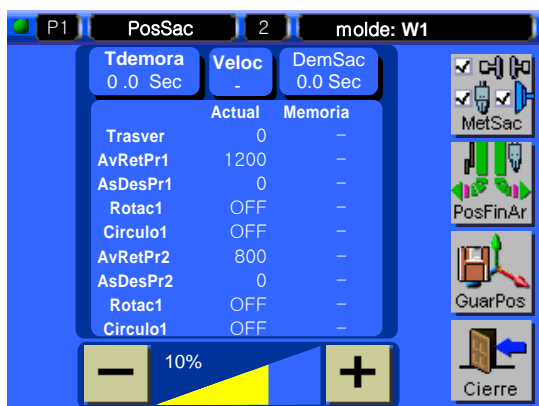 P1 PosSac 2 molde: W1
Tdemora Veloc DemSac
0 .0 Sec - 0.0 Sec
Actual Memoria
Trasver 0 –
AvRetPr1 1200 –
AsDesPr1 0 –
Rotac1 OFF –
Circulo1 OFF –
AvRetPr2 800 –
AsDesPr2 0 –
Rotac1 OFF –
Circulo1 OFF –
10%
− +
MetSac
PosFinAr
GuarPos
Cierre